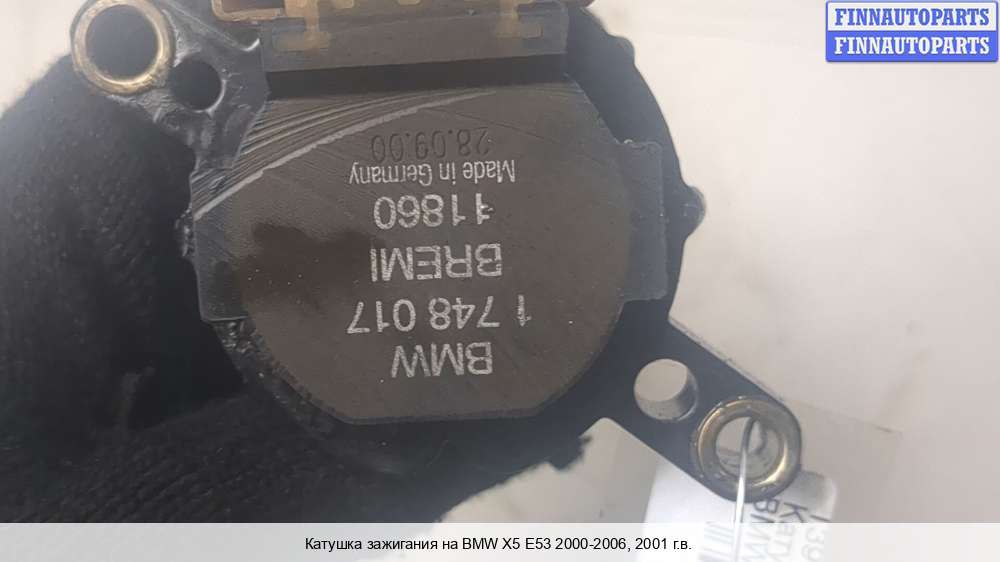 FINNAUTOPARTS
FINNAUTOPARTS
BMW
1 748 017
BREMI
11860
Made in Germany
28.09.00
Катушка зажигания на BMW X5 E53 2000-2006, 2001 г.в.